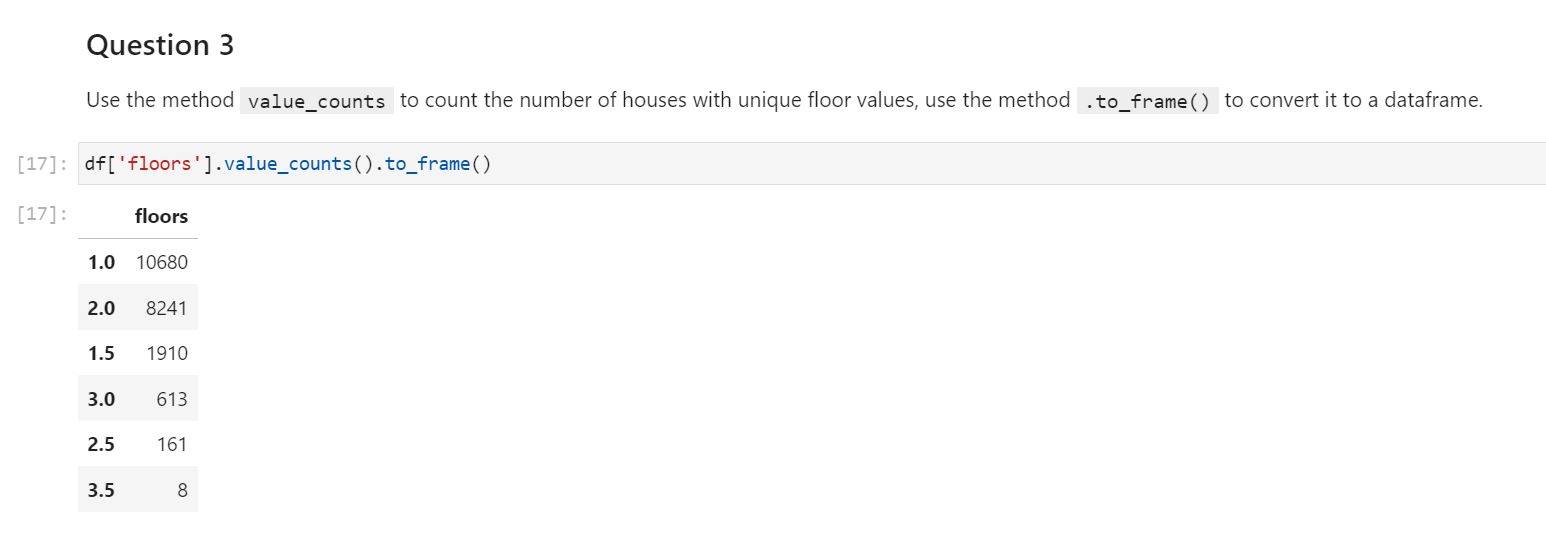 Question 3
Use the method value_counts to count the number of houses with unique floor values, use the method .to_frame() to convert it to a dataframe.
[17]: df['floors'].value_counts().to_frame()
[17]: floors
1.0 10680
2.0 8241
1.5 1910
3.0 613
2.5 161
3.5 8